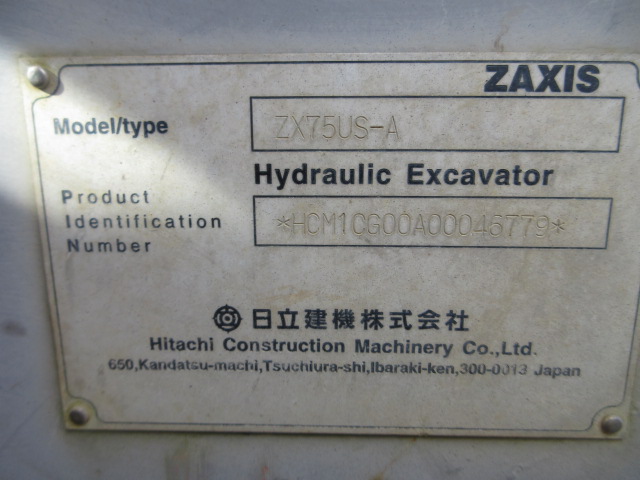 ZAXIS
Model/type ZX75US-A
Hydraulic Excavator
Product
Identification
Number
*HCM1CG00A00046779*
日立建機株式会社
Hitachi Construction Machinery Co.,Ltd.
650,Kandatsu-machi,Tsuchiura-shi,Ibaraki-ken,300-0013 Japan